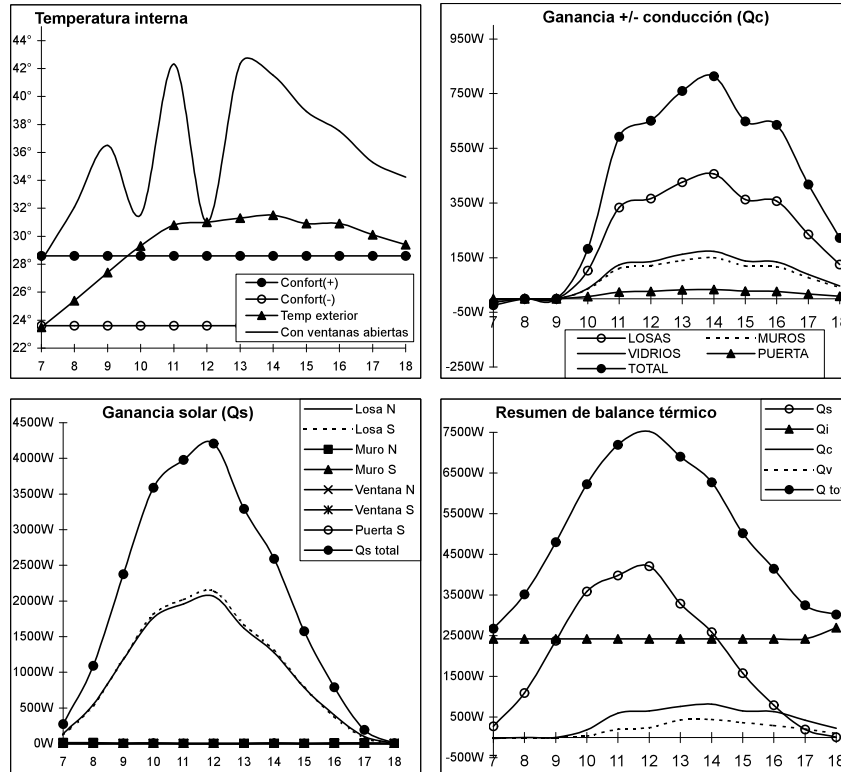 Temperatura interna
44°
42°
40°
38°
36°
34°
32°
30°
28°
26°
24°
22°
7 8 9 10 11 12 13 14 15 16 17 18
Confort(+)
Confort(-)
Temp exterior
Con ventanas abiertas
Ganancia +/- conducción (Qc)
950W
750W
550W
350W
150W
-50W
-250W
7 8 9 10 11 12 13 14 15 16 17 18
LOSAS
MUROS
VIDRIOS
PUERTA
TOTAL
Ganancia solar (Qs)
4500W
4000W
3500W
3000W
2500W
2000W
1500W
1000W
500W
0W
7 8 9 10 11 12 13 14 15 16 17 18
Losa N
Losa S
Muro N
Muro S
Ventana N
Ventana S
Puerta S
Qs total
Resumen de balance térmico
7500W
6500W
5500W
4500W
3500W
2500W
1500W
500W
-500W
7 8 9 10 11 12 13 14 15 16 17 18
Qs
Qi
Qc
Qv
Q tot